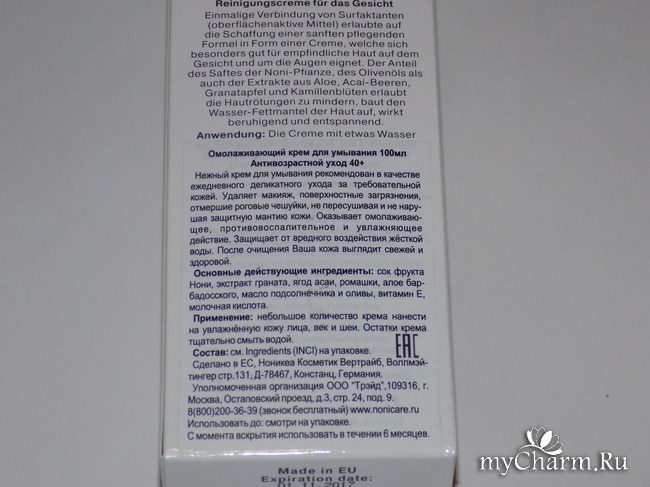 Reinigungscreme für das Gesicht
Einmalige Verbindung von Surfaktanten
(oberflächenaktive Mittel) erlaubte auf
die Schaffung einer sanften pflegenden
Formel in Form einer Creme, welche sich
besonders gut für empfindliche Haut auf dem
Gesicht und um die Augen eignet. Der Anteil
des Saftes der Noni-Pflanze, des Olivenöls als
auch der Extrakte aus Aloe, Acai-Beeren,
Granatapfel und Kamillenblüten erlaubt
die Hautrötungen zu mindern, baut den
Wasser-Fettmantel der Haut auf, wirkt
beruhigend und entspannend.
Anwendung: Die Creme mit etwas Wasser
Омолаживающий крем для умывания 100мл
Антивозрастной уход 40+
Нежный крем для умывания рекомендован в качестве
ежедневного деликатного ухода за требовательной
кожей. Удаляет макияж, поверхностные загрязнения,
отмершие роговые чешуйки, не пересушивая и не нару-
шая защитную мантию кожи. Оказывает омолаживаю-
щее, противовоспалительное и увлажняющее
действие. Защищает от вредного воздействия жёсткой
воды. После очищения Ваша кожа выглядит свежей и
здоровой.
Основные действующие ингредиенты: сок фрукта
Нони, экстракт граната, ягод асаи, ромашки, алое бар-
бадосского, масло подсолнечника и оливы, витамин Е,
молочная кислота.
Применение: небольшое количество крема нанести
на увлажнённую кожу лица, век и шеи. Остатки крема
тщательно смыть водой.
Состав: см. Ingredients (INCI) на упаковке. EAC
Сделано в ЕС, Нониква Косметик Вертрайб, Воллмэй-
тингер стр.131, Д-78467, Констанц, Германия.
Уполномоченная организация ООО "Трэйд",109316, г.
Москва, Остаповский проезд, д.3, стр. 24, под. 9.
8(800)200-36-39 (звонок бесплатный) www.nonicare.ru
Использовать до: смотри на упаковке.
С момента вскрытия использовать в течении 6 месяцев.
Made in EU
Expiration date:
01-11-2017
myCharm.Ru